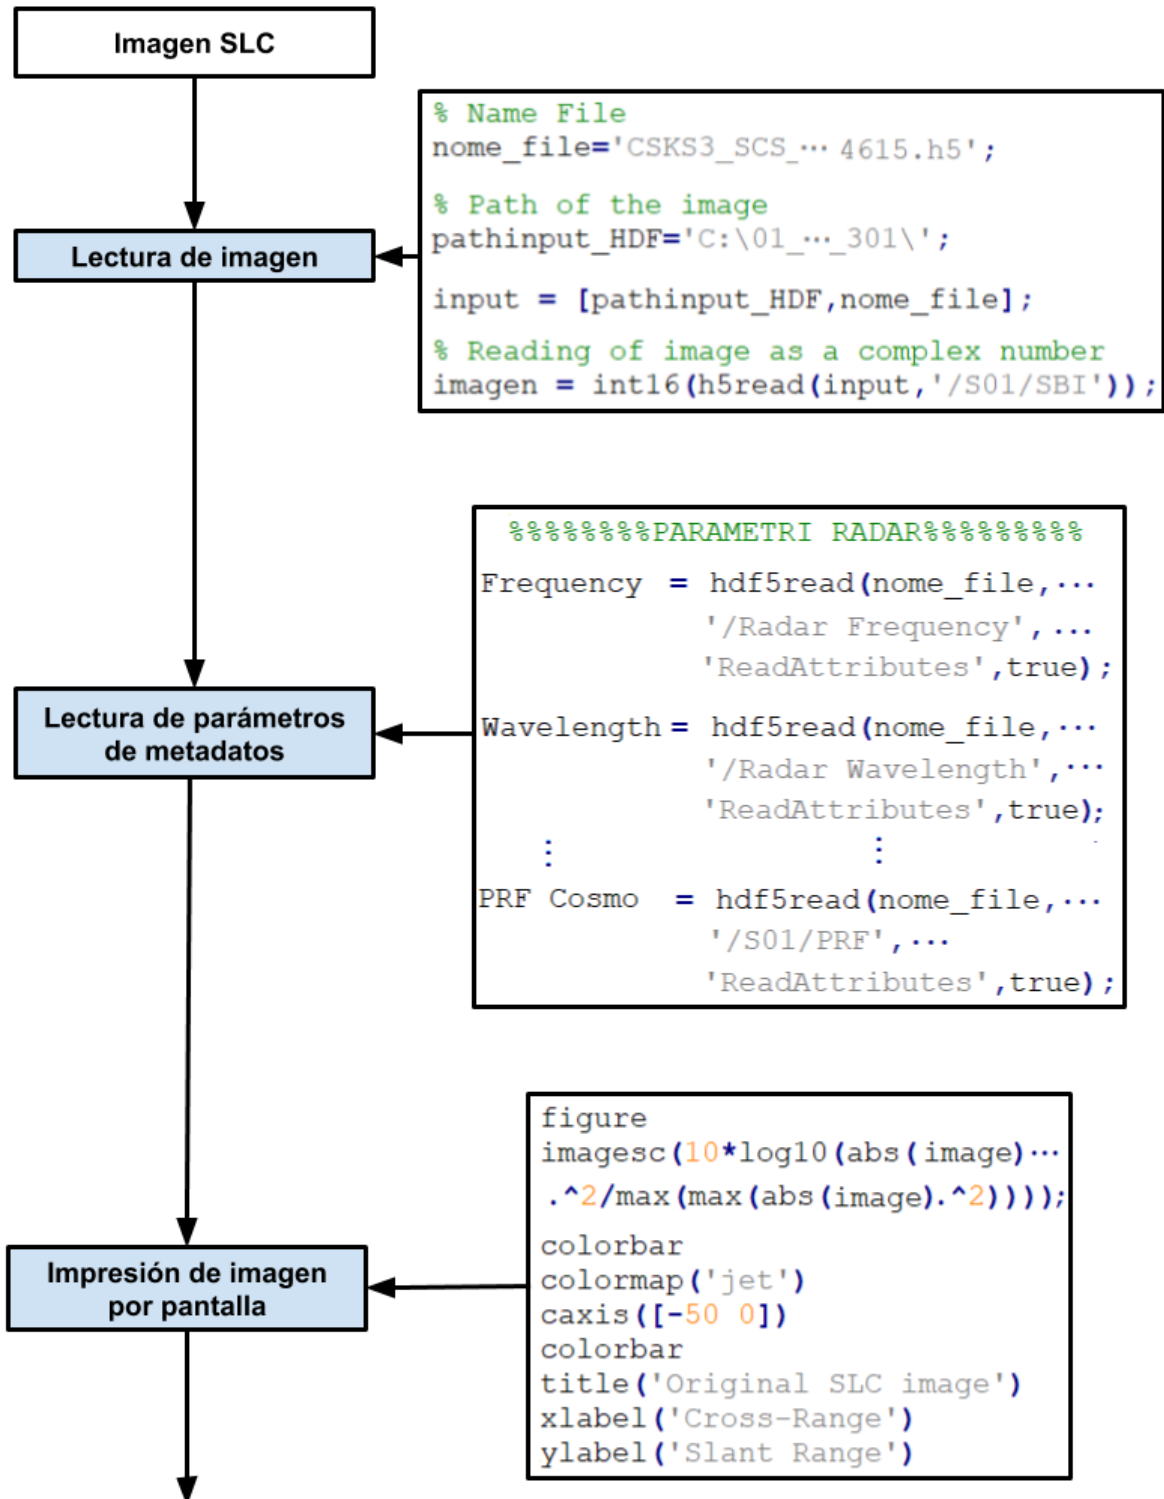 Imagen SLC
% Name File
nome_file='CSKS3_SCS_··· 4615.h5';
% Path of the image
pathinput_HDF='C:\01_···_301\';
input = [pathinput_HDF,nome_file];
% Reading of image as a complex number
imagen = int16(h5read(input,'/S01/SBI'));
Lectura de imagen
%%%%%%%%PARAMETRI RADAR%%%%%%%%%
Frequency = hdf5read(nome_file,···
'/Radar Frequency',···
'ReadAttributes',true);
Wavelength = hdf5read(nome_file,···
'/Radar Wavelength',···
'ReadAttributes',true);
⋮ ⋮
PRF Cosmo = hdf5read(nome_file,···
'/S01/PRF',···
'ReadAttributes',true);
Lectura de parámetros
de metadatos
figure
imagesc(10*log10(abs(image)···
.^2/max(max(abs(image).^2))));
colorbar
colormap('jet')
caxis([-50 0])
colorbar
title('Original SLC image')
xlabel('Cross-Range')
ylabel('Slant Range')
Impresión de imagen
por pantalla